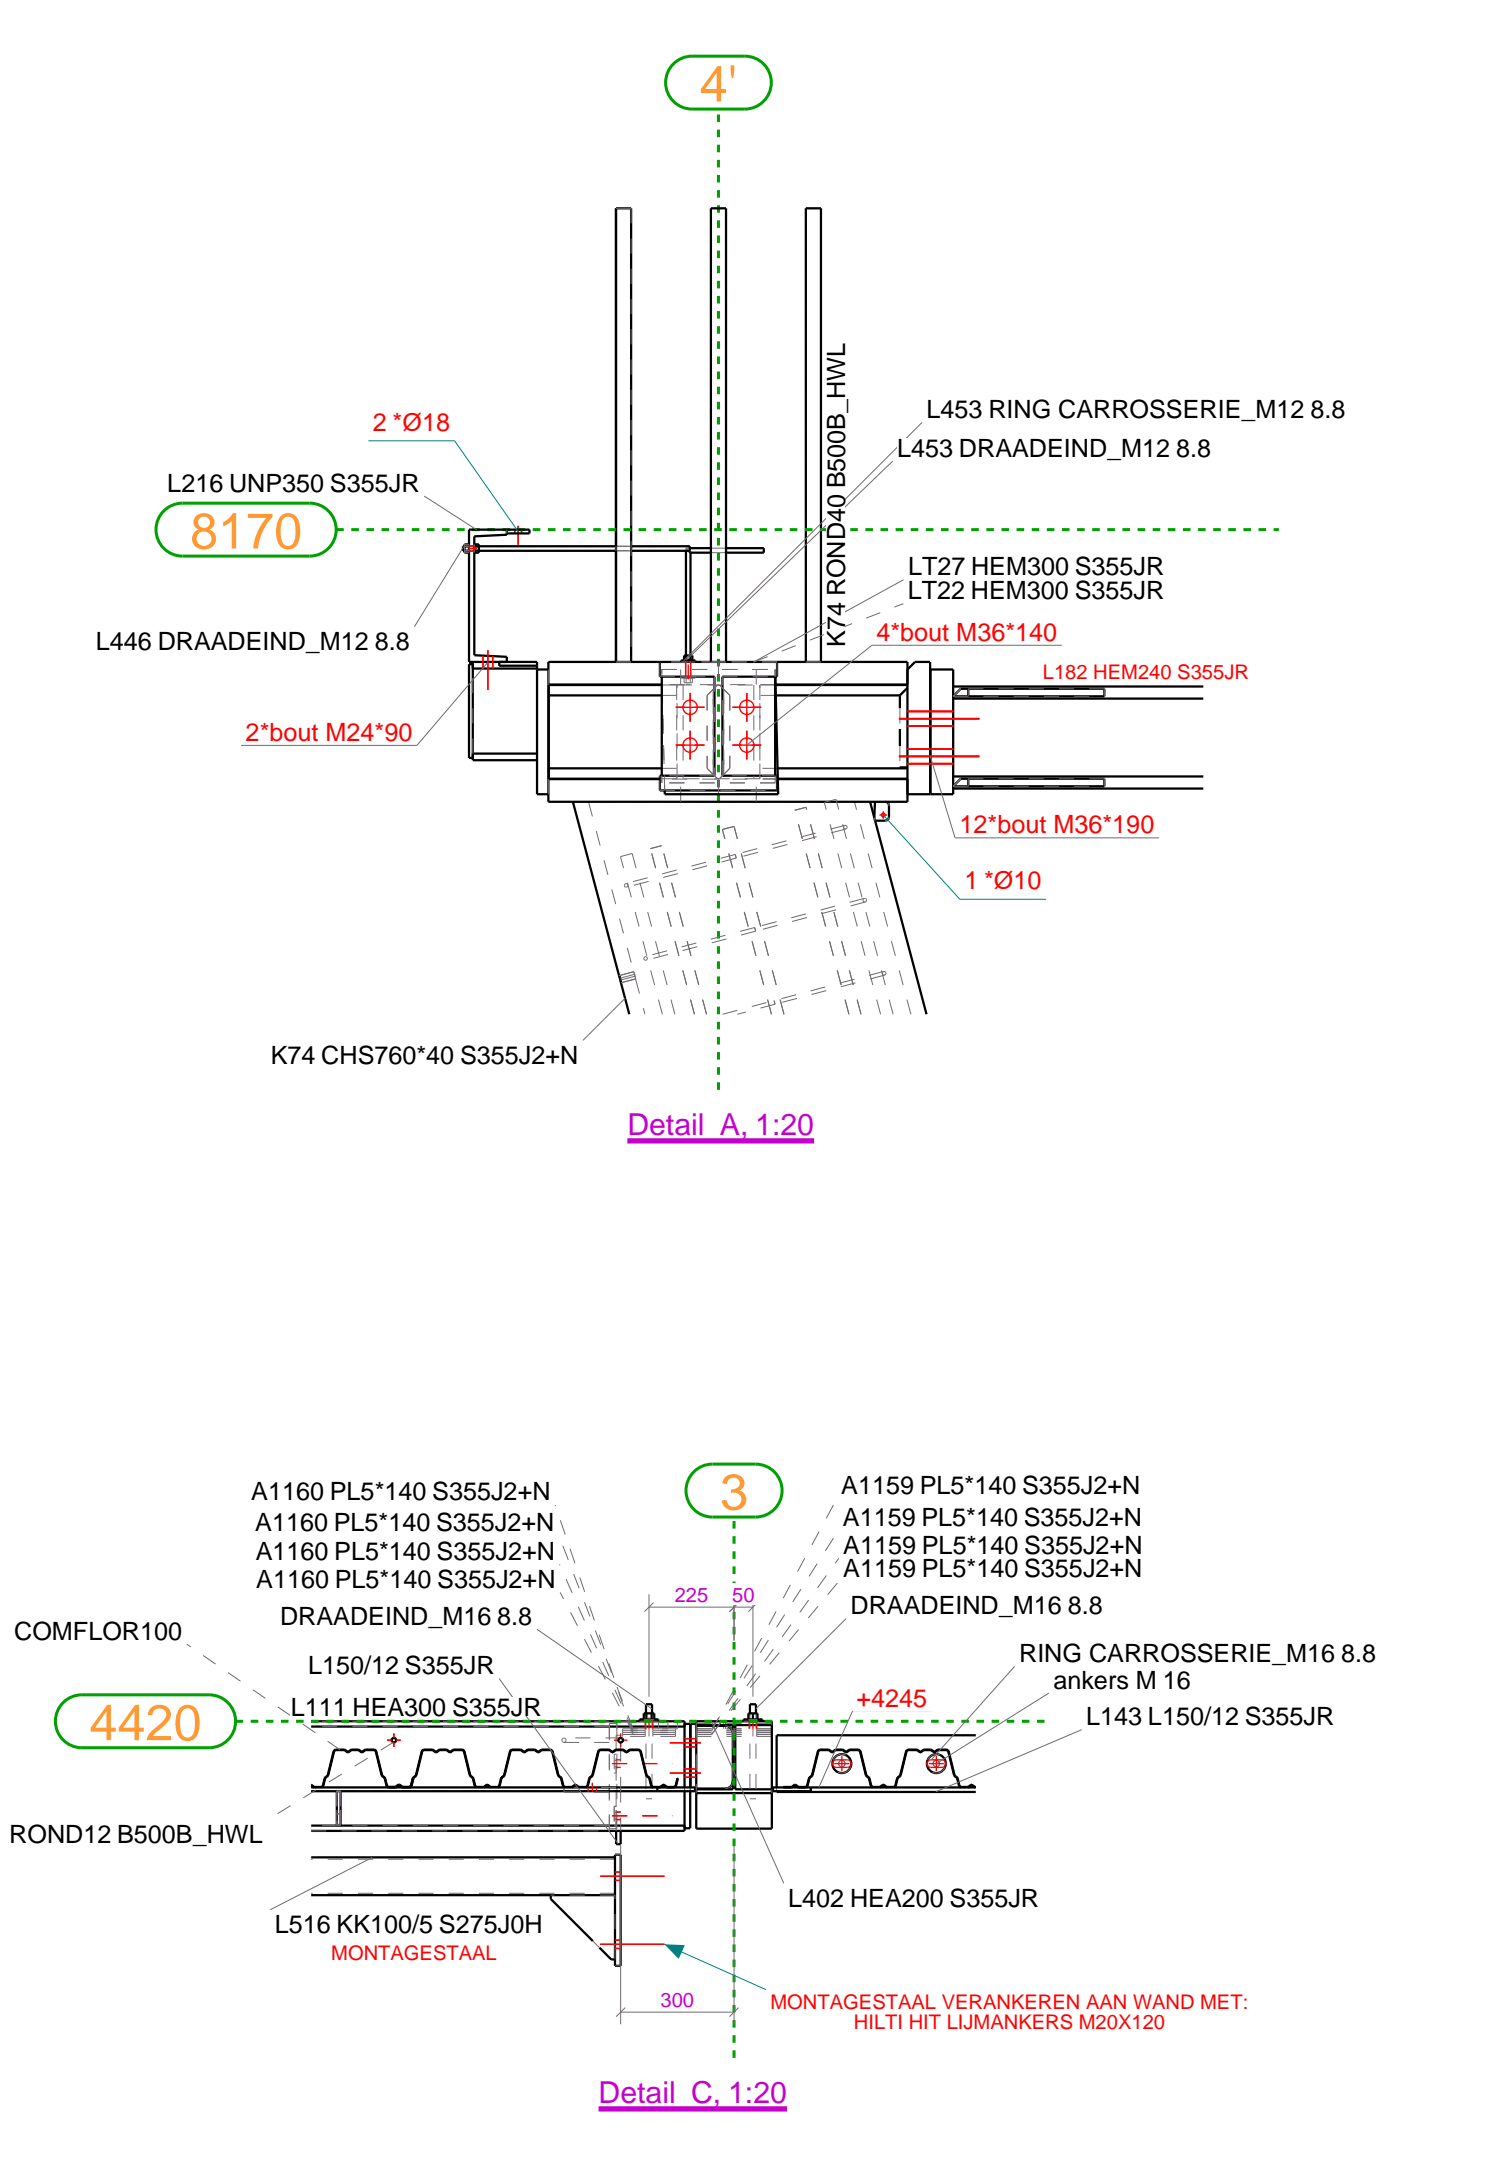 4'
K74 ROND40 B500B_HWL
L453 RING CARROSSERIE_M12 8.8
2 *Ø18
L453 DRAADEIND_M12 8.8
L216 UNP350 S355JR
8170
LT27 HEM300 S355JR
LT22 HEM300 S355JR
4*bout M36*140
L446 DRAADEIND_M12 8.8
L182 HEM240 S355JR
2*bout M24*90
12*bout M36*190
1 *Ø10
K74 CHS760*40 S355J2+N
Detail A, 1:20
3
A1160 PL5*140 S355J2+N
A1160 PL5*140 S355J2+N
A1160 PL5*140 S355J2+N
A1160 PL5*140 S355J2+N
A1159 PL5*140 S355J2+N
A1159 PL5*140 S355J2+N
A1159 PL5*140 S355J2+N
A1159 PL5*140 S355J2+N
225
50
DRAADEIND_M16 8.8
DRAADEIND_M16 8.8
COMFLOR100
L150/12 S355JR
RING CARROSSERIE_M16 8.8
ankers M 16
L111 HEA300 S355JR
+4245
L143 L150/12 S355JR
4420
ROND12 B500B_HWL
L402 HEA200 S355JR
L516 KK100/5 S275J0H
MONTAGESTAAL
300
MONTAGESTAAL VERANKEREN AAN WAND MET:
HILTI HIT LIJMANKERS M20X120
Detail C, 1:20